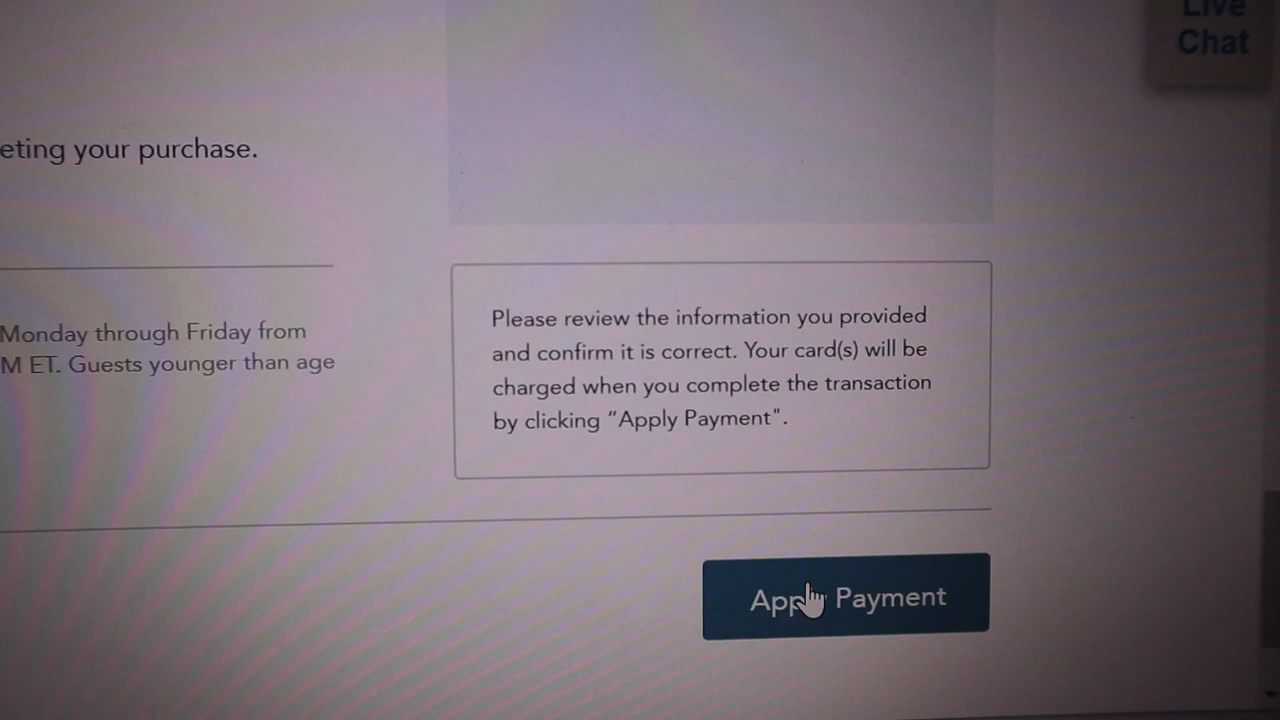 Live
Chat
eting your purchase.
Monday through Friday from
M ET. Guests younger than age
Please review the information you provided
and confirm it is correct. Your card(s) will be
charged when you complete the transaction
by clicking “Apply Payment".
Apply Payment